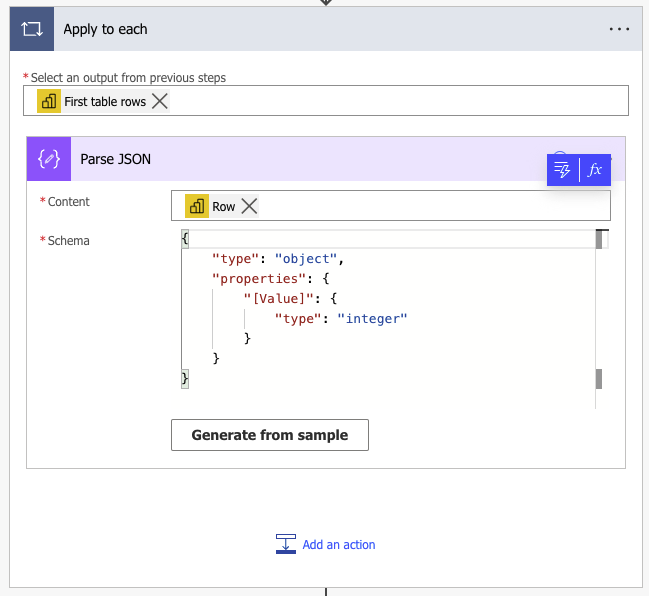 Apply to each
* Select an output from previous steps
First table rows
Parse JSON
fx
* Content
Row
* Schema
{
    "type": "object",
    "properties": {
        "[Value]": {
            "type": "integer"
        }
    }
}
Generate from sample
Add an action